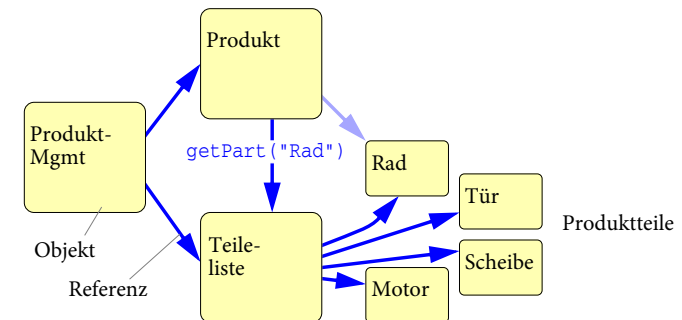 Produkt
Produkt-
Mgmt
getPart("Rad")
Rad
Tür
Produktteile
Objekt
Teile-
liste
Scheibe
Referenz
Motor